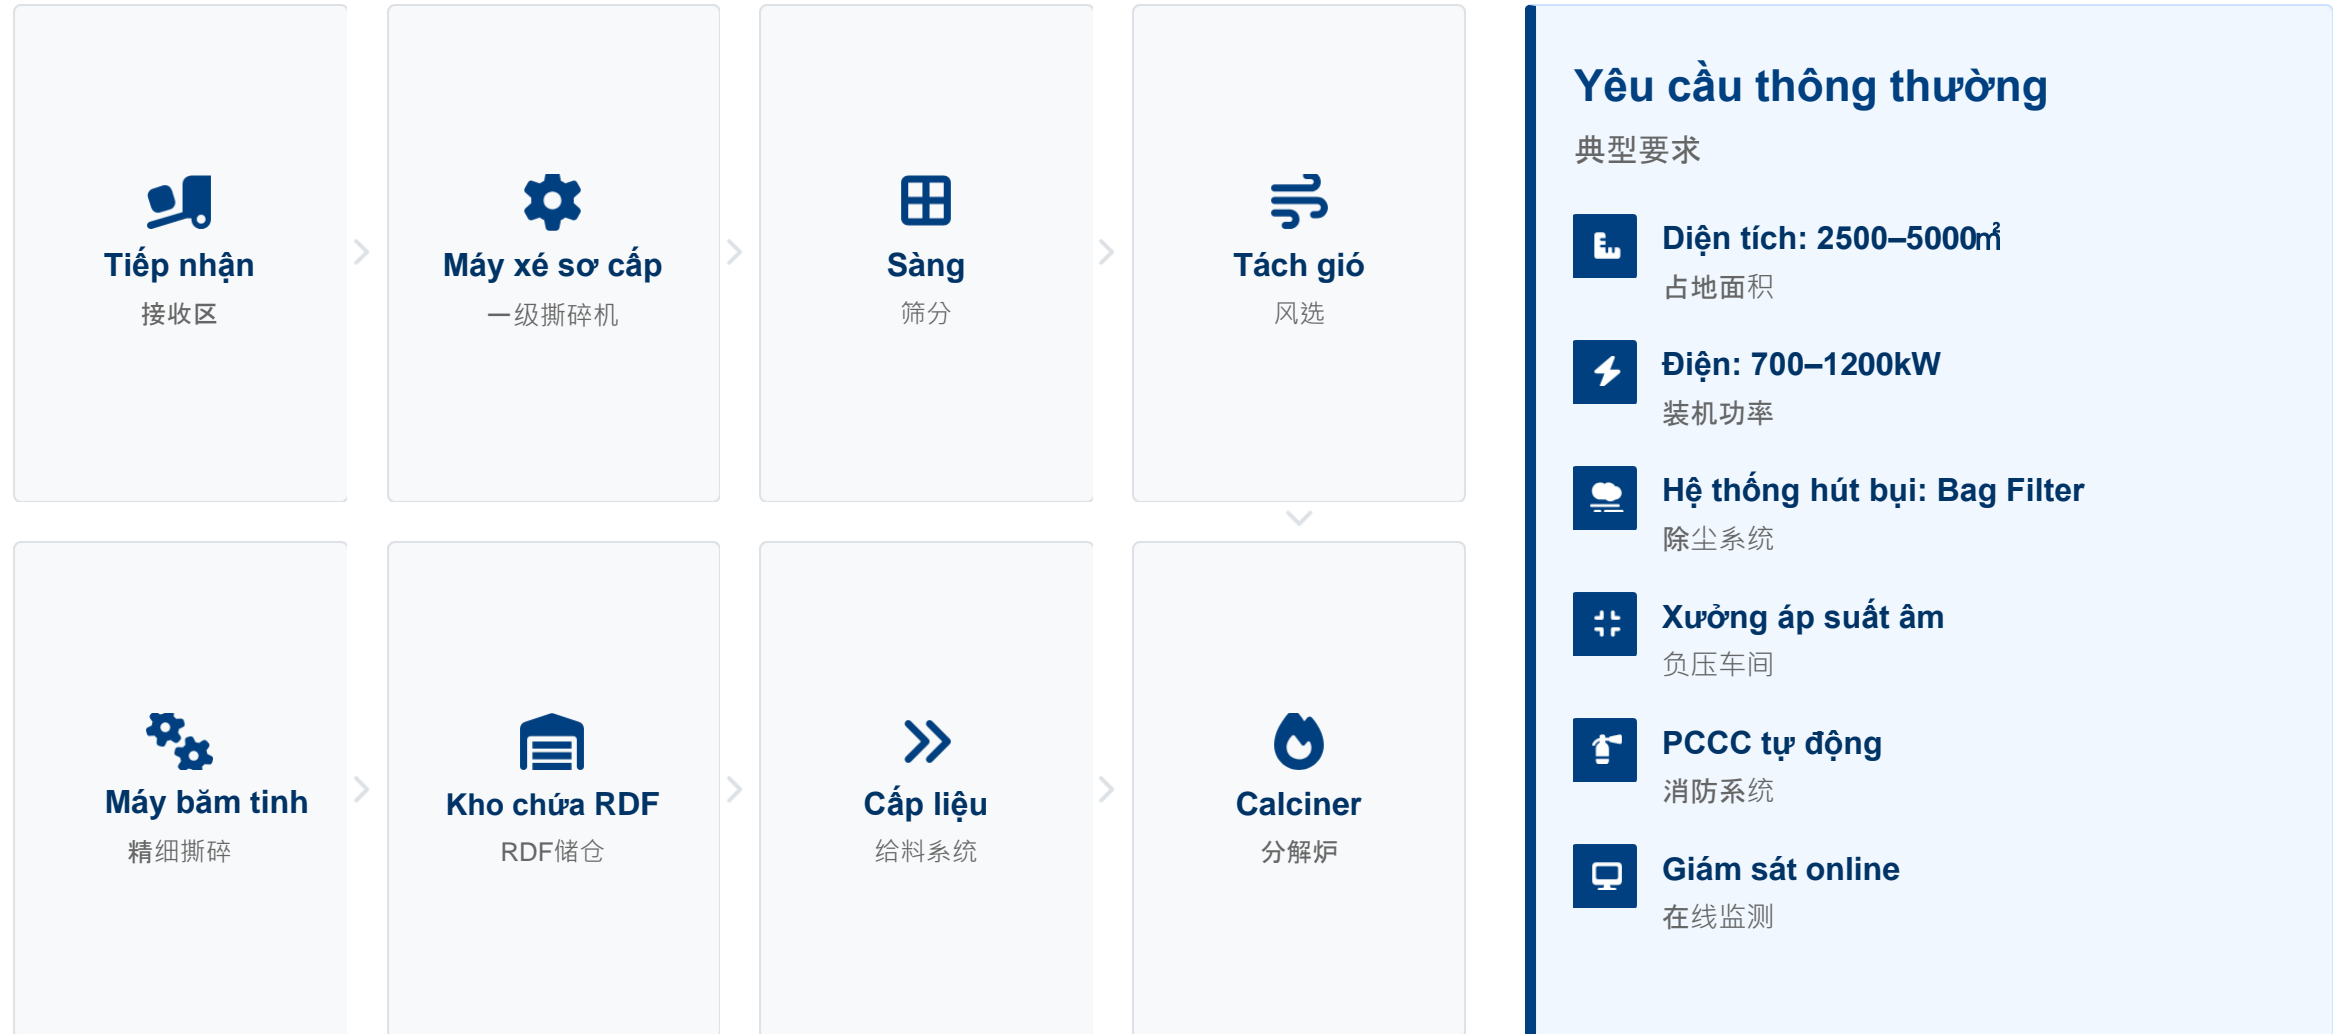 Tiếp nhận
接收区
Máy xé sơ cấp
一级撕碎机
Sàng
筛分
Tách gió
风选
Máy băm tinh
精细撕碎
Kho chứa RDF
RDF储仓
Cấp liệu
给料系统
Calciner
分解炉
Yêu cầu thông thường
典型要求
Diện tích: 2500–5000㎡
占地面积
Điện: 700–1200kW
装机功率
Hệ thống hút bụi: Bag Filter
除尘系统
Xưởng áp suất âm
负压车间
PCCC tự động
消防系统
Giám sát online
在线监测